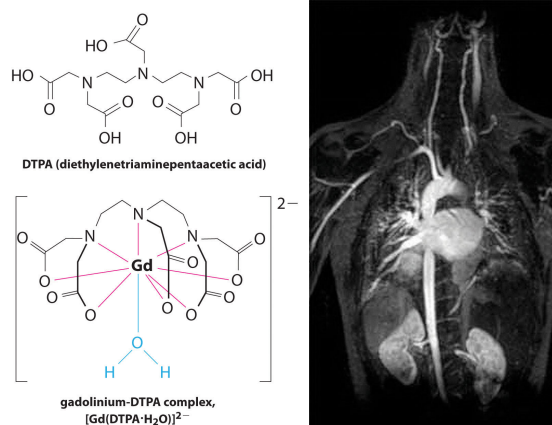 O
HO
HO
O
N
N
N
O
OH
O
OH
O
OH
DTPA (diethylenetriaminepentaacetic acid)
2−
N
N
N
O
O
O
O
Gd
O
O
O
O
O
O
O
H
H
gadolinium-DTPA complex,
[Gd(DTPA·H₂O)]²⁻